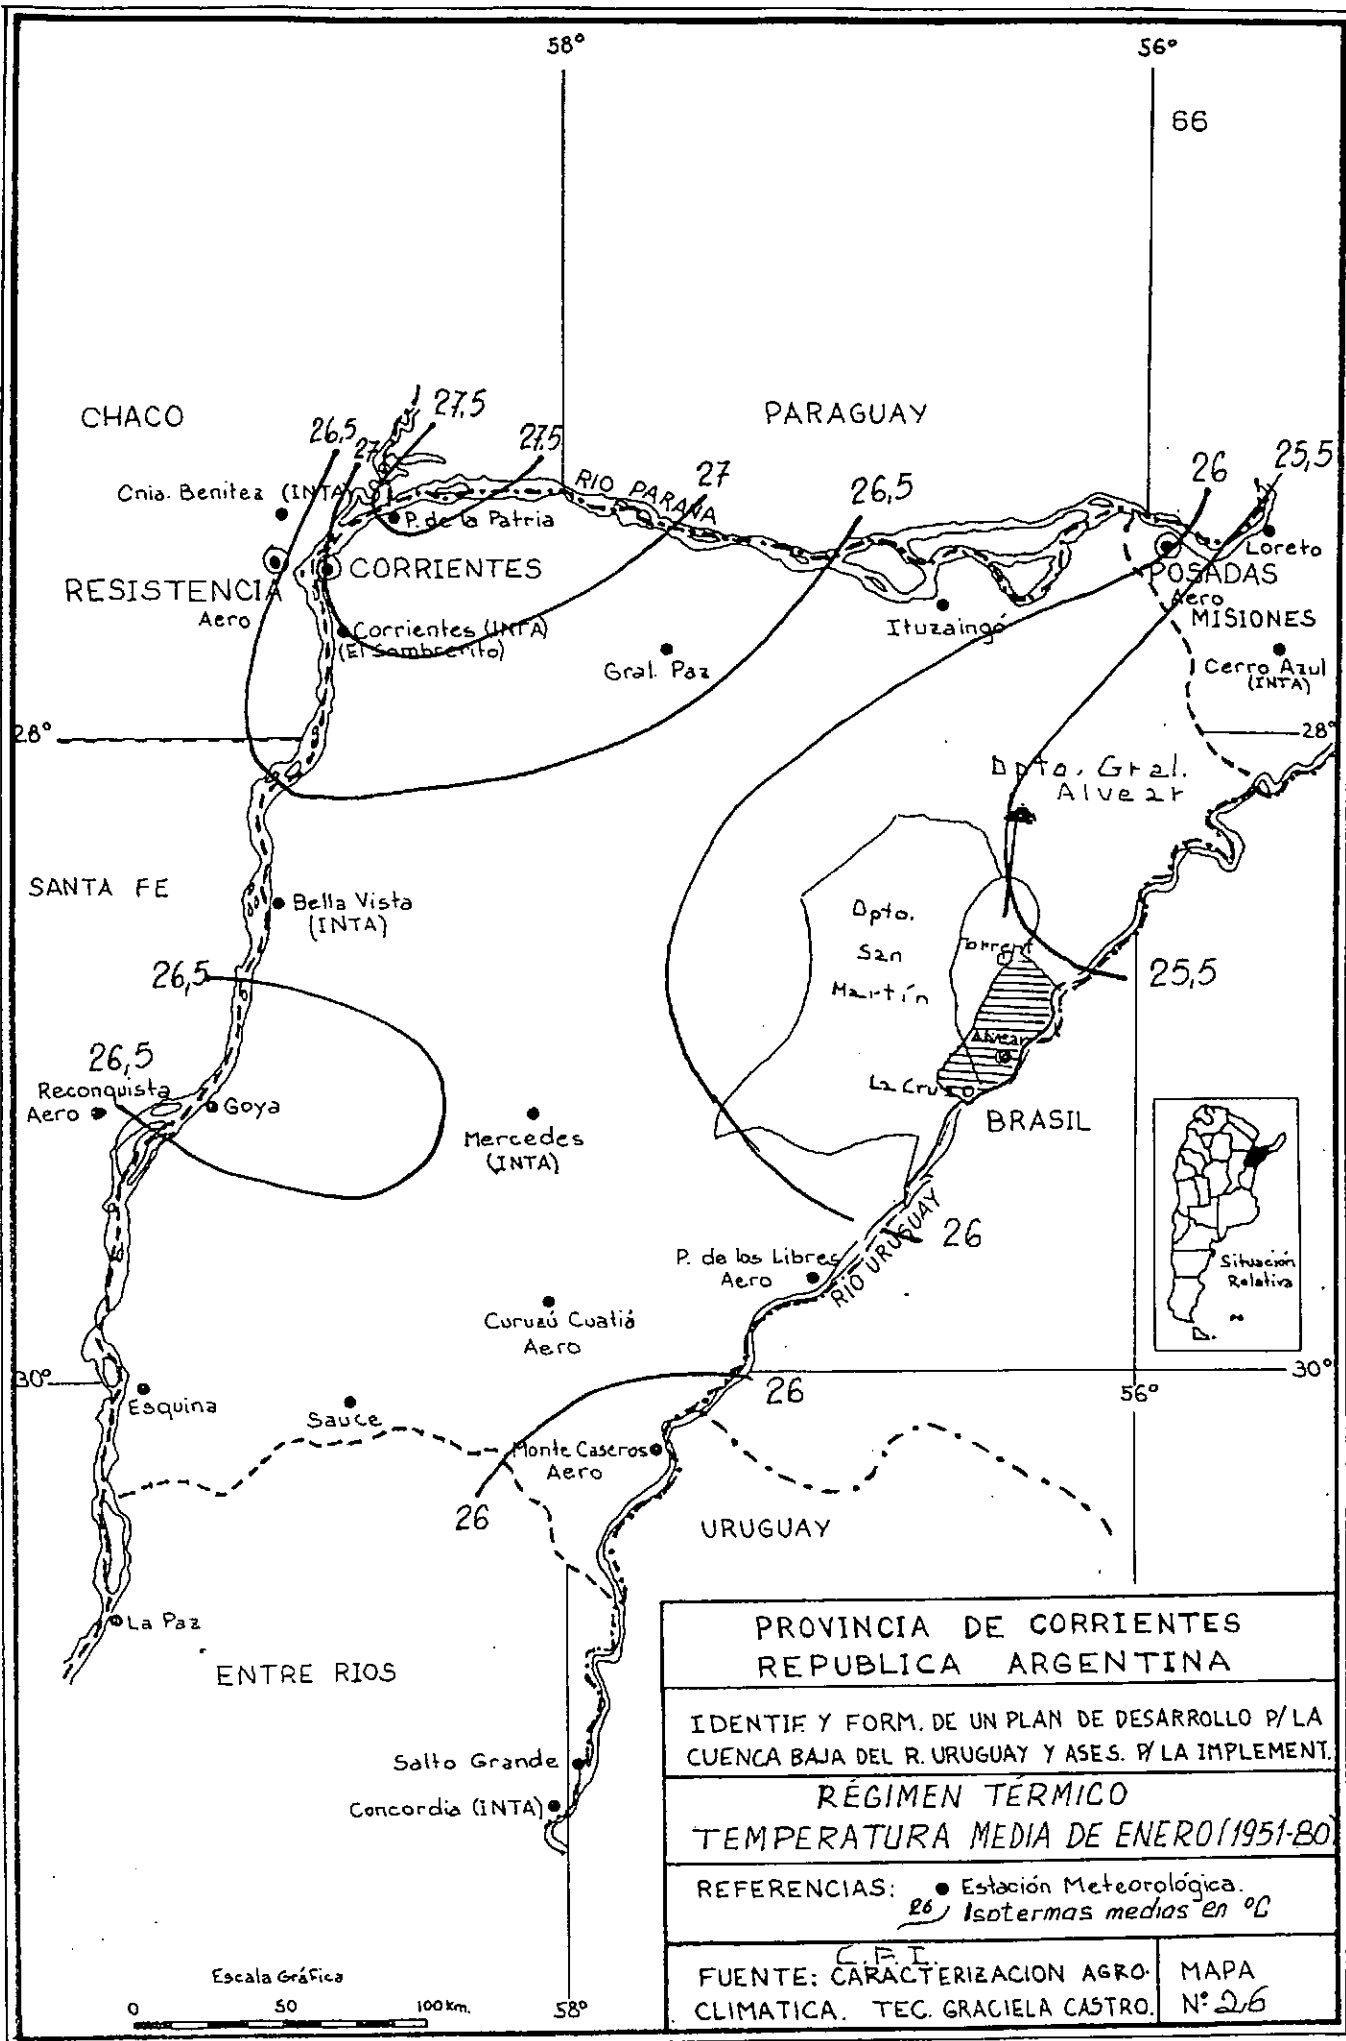 58°
56°
66
CHACO
PARAGUAY
26,5
27
27,5
27,5
27
26,5
26
25,5
RIO PARANA
Cnia. Benitez (INTA)
P. de la Patria
CORRIENTES
RESISTENCIA
Aero
Corrientes (INTA)
(El Sombrerito)
Gral. Paz
Ituzaingó
Loreto
POSADAS
Aero
MISIONES
Cerro Azul
(INTA)
28°
28°
Dpto. Gral.
Alvear
SANTA FE
Bella Vista
(INTA)
Dpto.
San
Martín
Torrent
25,5
26,5
26,5
Reconquista
Aero
Goya
Alvear
La Cruz
BRASIL
Mercedes
(INTA)
26
P. de los Libres
Aero
RIO URUGUAY
Situación
Relativa
Curuzú Cuatiá
Aero
30°
30°
56°
Esquina
Sauce
26
Monte Caseros
Aero
26
URUGUAY
La Paz
ENTRE RIOS
Salto Grande
Concordia (INTA)
58°
Escala Gráfica
0 50 100 km.
PROVINCIA DE CORRIENTES
REPUBLICA ARGENTINA
IDENTIF. Y FORM. DE UN PLAN DE DESARROLLO P/ LA
CUENCA BAJA DEL R. URUGUAY Y ASES. P/ LA IMPLEMENT.
RÉGIMEN TÉRMICO
TEMPERATURA MEDIA DE ENERO (1951-80)
REFERENCIAS: Estación Meteorológica.
26 Isotermas medias en °C
C.F.I.
FUENTE: CARACTERIZACION AGRO-
CLIMATICA. TEC. GRACIELA CASTRO.
MAPA
N° 26